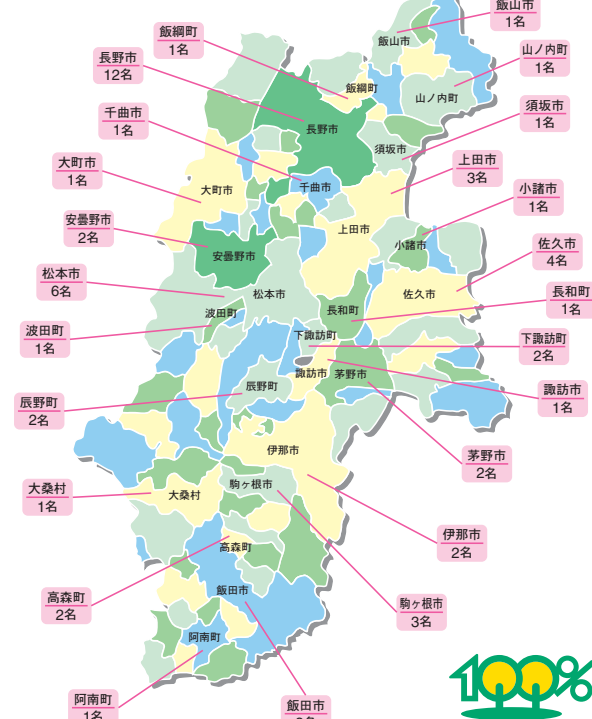 飯山市
1名
飯綱町
1名
長野市
12名
山ノ内町
1名
千曲市
1名
須坂市
1名
大町市
1名
上田市
3名
小諸市
1名
安曇野市
2名
佐久市
4名
松本市
6名
長和町
1名
波田町
1名
下諏訪町
2名
諏訪市
1名
辰野町
2名
茅野市
2名
大桑村
1名
伊那市
2名
高森町
2名
駒ヶ根市
3名
阿南町
1名
飯田市
飯山市
飯綱町
山ノ内町
長野市
須坂市
千曲市
大町市
上田市
小諸市
安曇野市
松本市
佐久市
長和町
波田町
下諏訪町
諏訪市
茅野市
辰野町
伊那市
駒ヶ根市
大桑村
高森町
飯田市
阿南町
100%